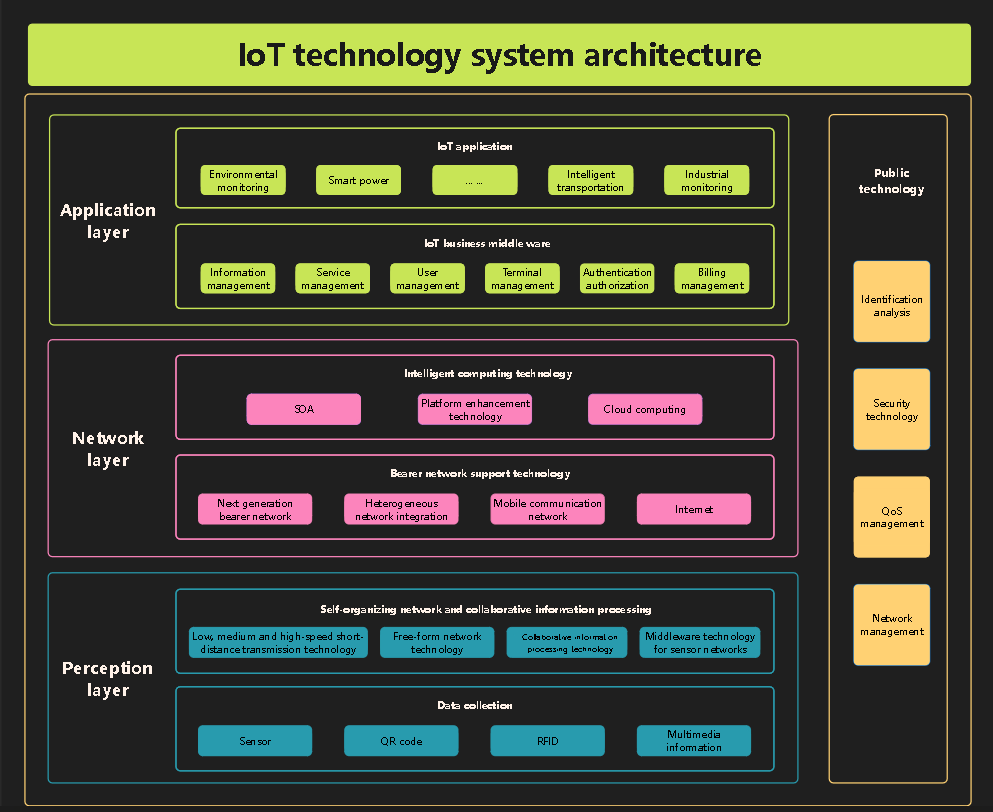 IoT technology system architecture
Application
layer
IoT application
Environmental
monitoring
Smart power
... ...
Intelligent
transportation
Industrial
monitoring
IoT business middle ware
Information
management
Service
management
User
management
Terminal
management
Authentication
authorization
Billing
management
Network
layer
Intelligent computing technology
SOA
Platform enhancement
technology
Cloud computing
Bearer network support technology
Next generation
bearer network
Heterogeneous
network integration
Mobile communication
network
Internet
Perception
layer
Self-organizing network and collaborative information processing
Low, medium and high-speed short-
distance transmission technology
Free-form network
technology
Collaborative information
processing technology
Middleware technology
for sensor networks
Data collection
Sensor
QR code
RFID
Multimedia
information
Public
technology
Identification
analysis
Security
technology
QoS
management
Network
management